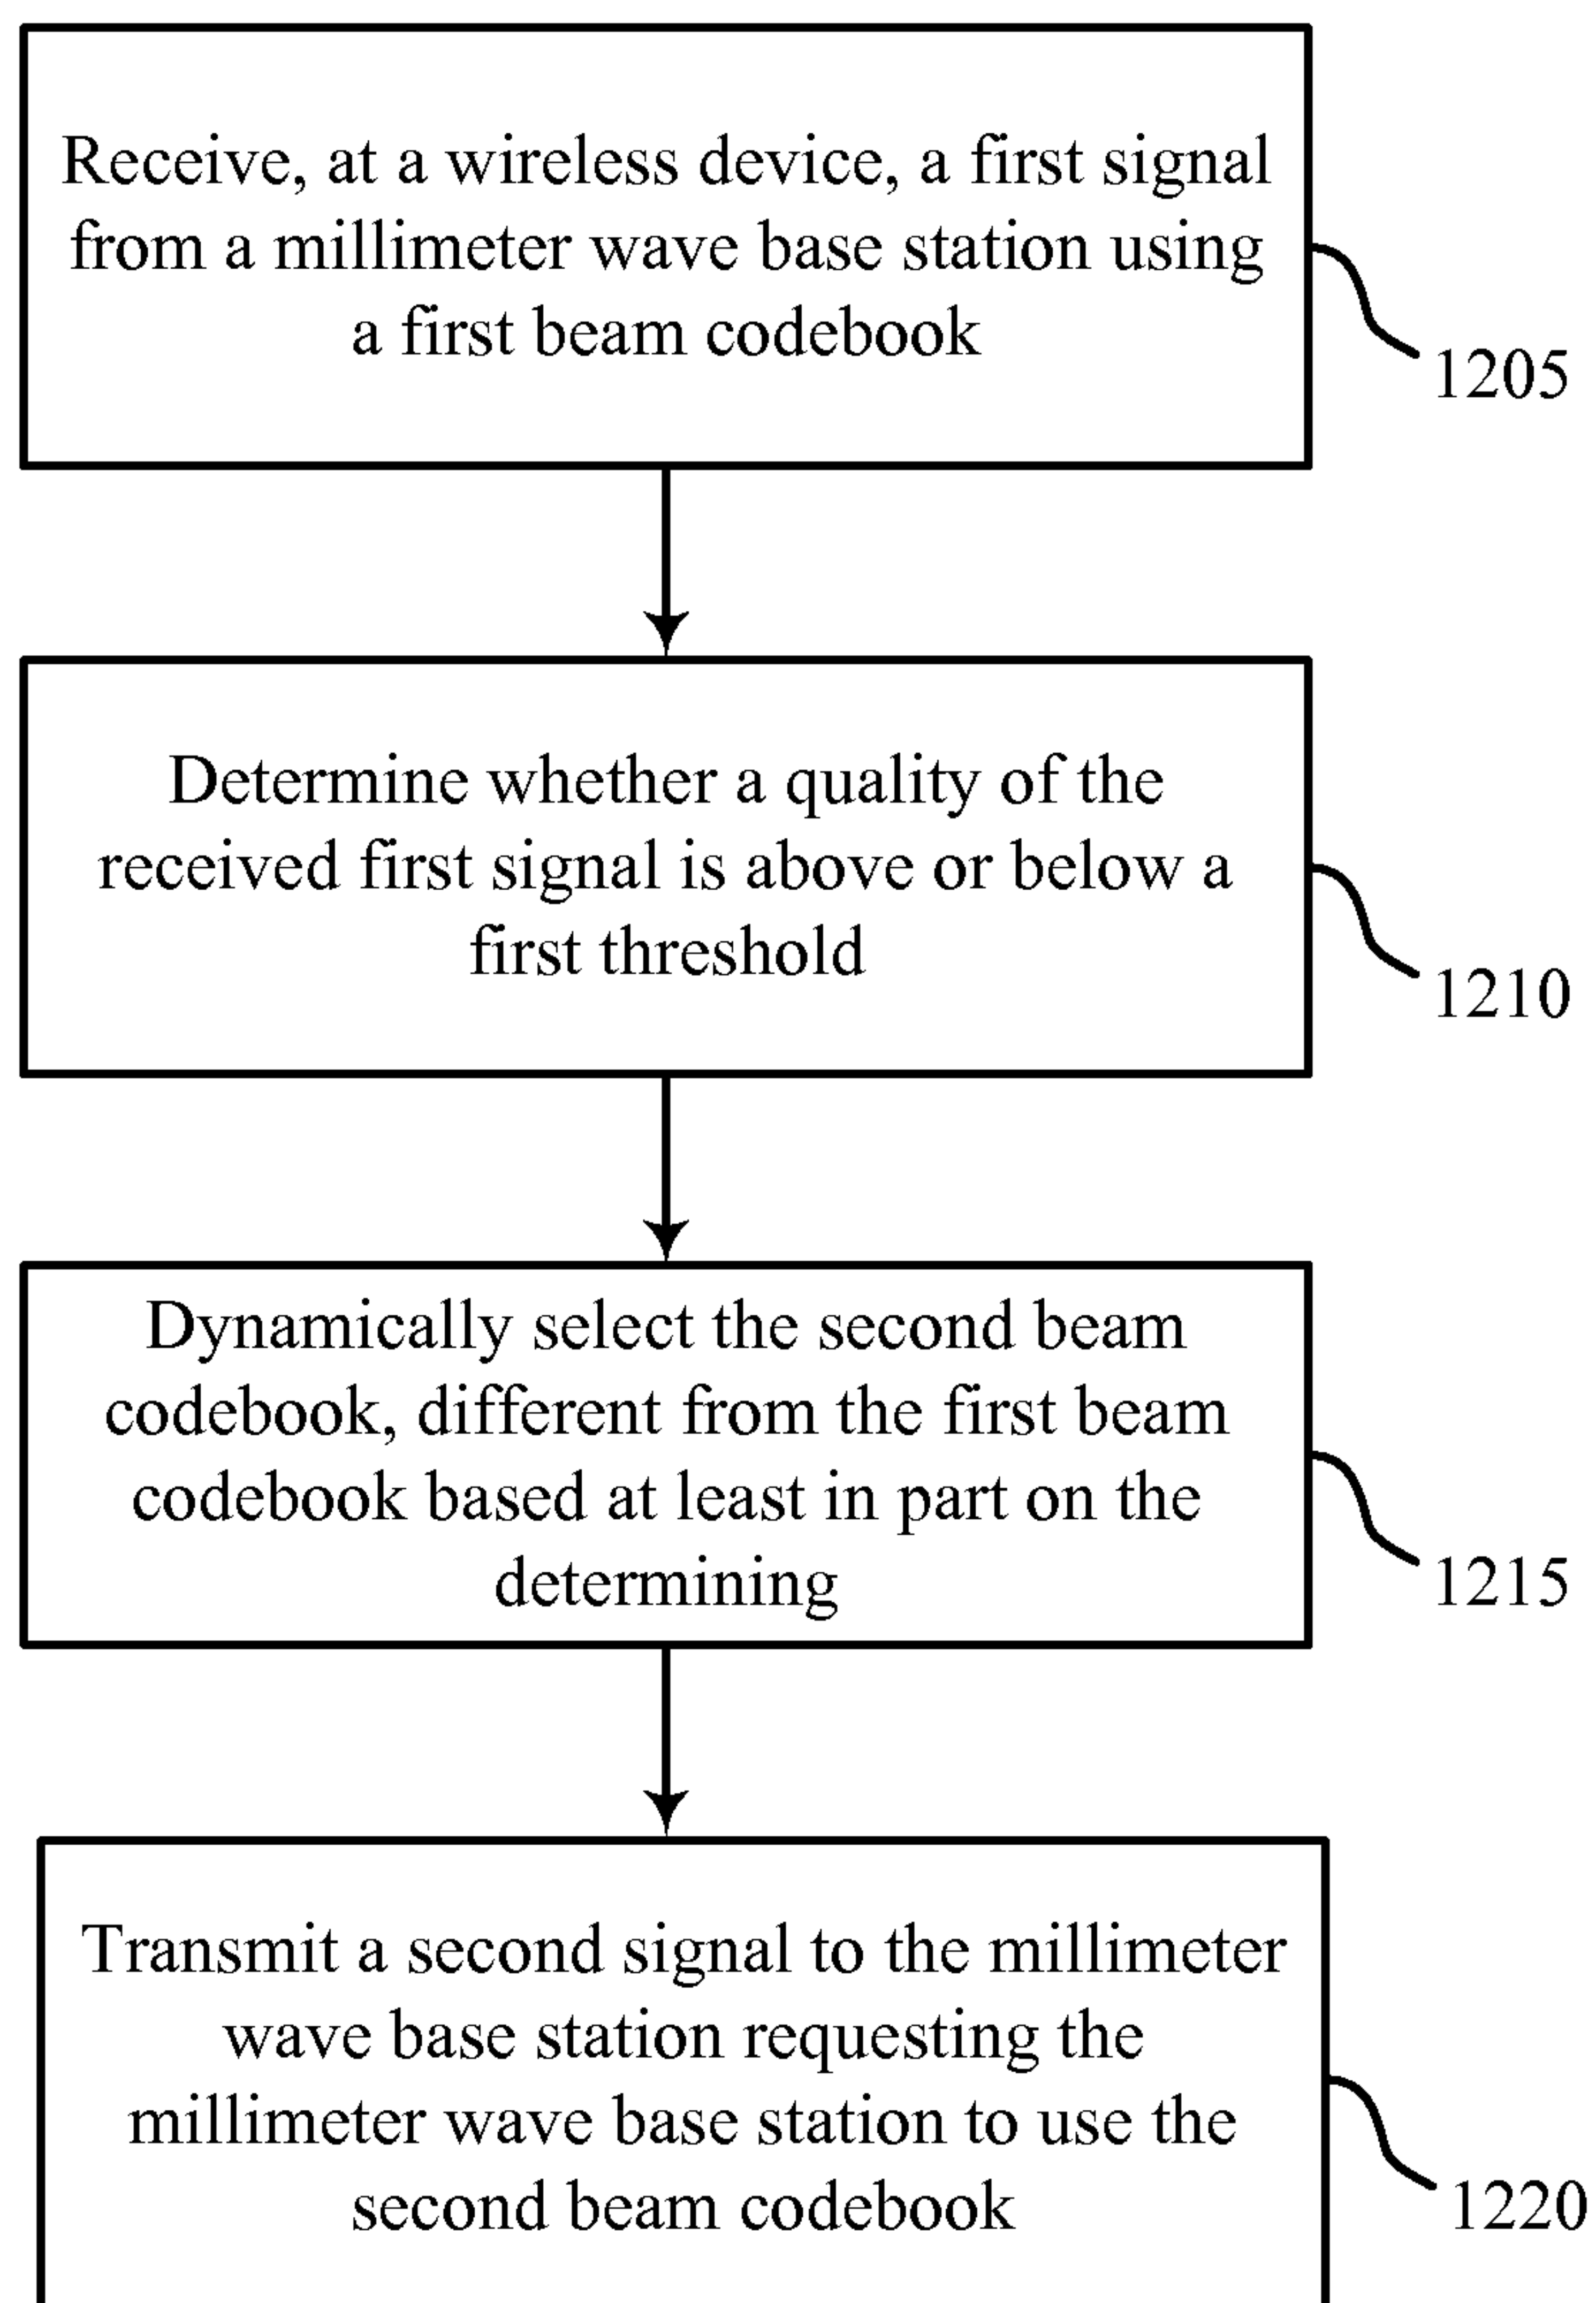 Receive, at a wireless device, a first signal
from a millimeter wave base station using
a first beam codebook
1205
Determine whether a quality of the
received first signal is above or below a
first threshold
1210
Dynamically select the second beam
codebook, different from the first beam
codebook based at least in part on the
determining
1215
Transmit a second signal to the millimeter
wave base station requesting the
millimeter wave base station to use the
second beam codebook
1220